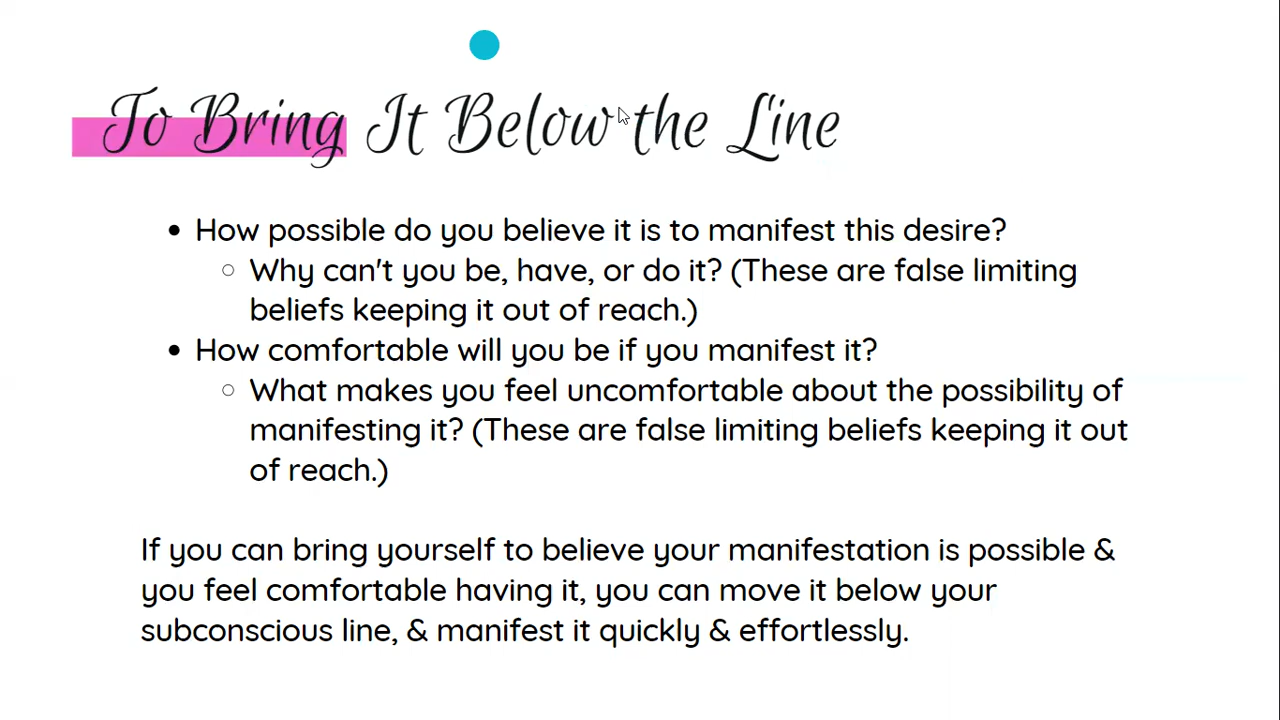 To Bring It Below the Line
• How possible do you believe it is to manifest this desire?
○ Why can't you be, have, or do it? (These are false limiting
beliefs keeping it out of reach.)
• How comfortable will you be if you manifest it?
○ What makes you feel uncomfortable about the possibility of
manifesting it? (These are false limiting beliefs keeping it out
of reach.)
If you can bring yourself to believe your manifestation is possible &
you feel comfortable having it, you can move it below your
subconscious line, & manifest it quickly & effortlessly.